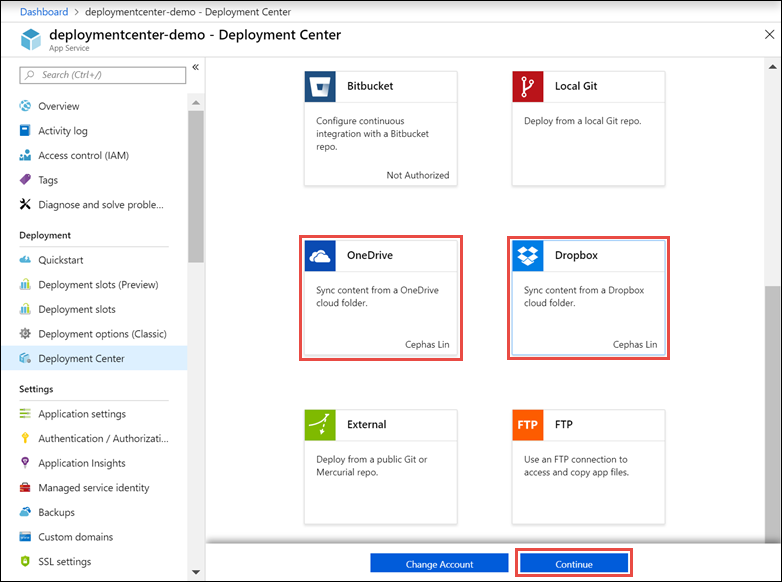 Dashboard > deploymentcenter-demo - Deployment Center
deploymentcenter-demo - Deployment Center
App Service
Search (Ctrl+/)
Overview
Activity log
Access control (IAM)
Tags
Diagnose and solve proble...
Deployment
Quickstart
Deployment slots (Preview)
Deployment slots
Deployment options (Classic)
Deployment Center
Settings
Application settings
Authentication / Authorizati...
Application Insights
Managed service identity
Backups
Custom domains
SSL settings
Bitbucket
Configure continuous
integration with a Bitbucket
repo.
Not Authorized
Local Git
Deploy from a local Git repo.
OneDrive
Sync content from a OneDrive
cloud folder.
Cephas Lin
Dropbox
Sync content from a Dropbox
cloud folder.
Cephas Lin
External
Deploy from a public Git or
Mercurial repo.
FTP FTP
Use an FTP connection to
access and copy app files.
Change Account
Continue